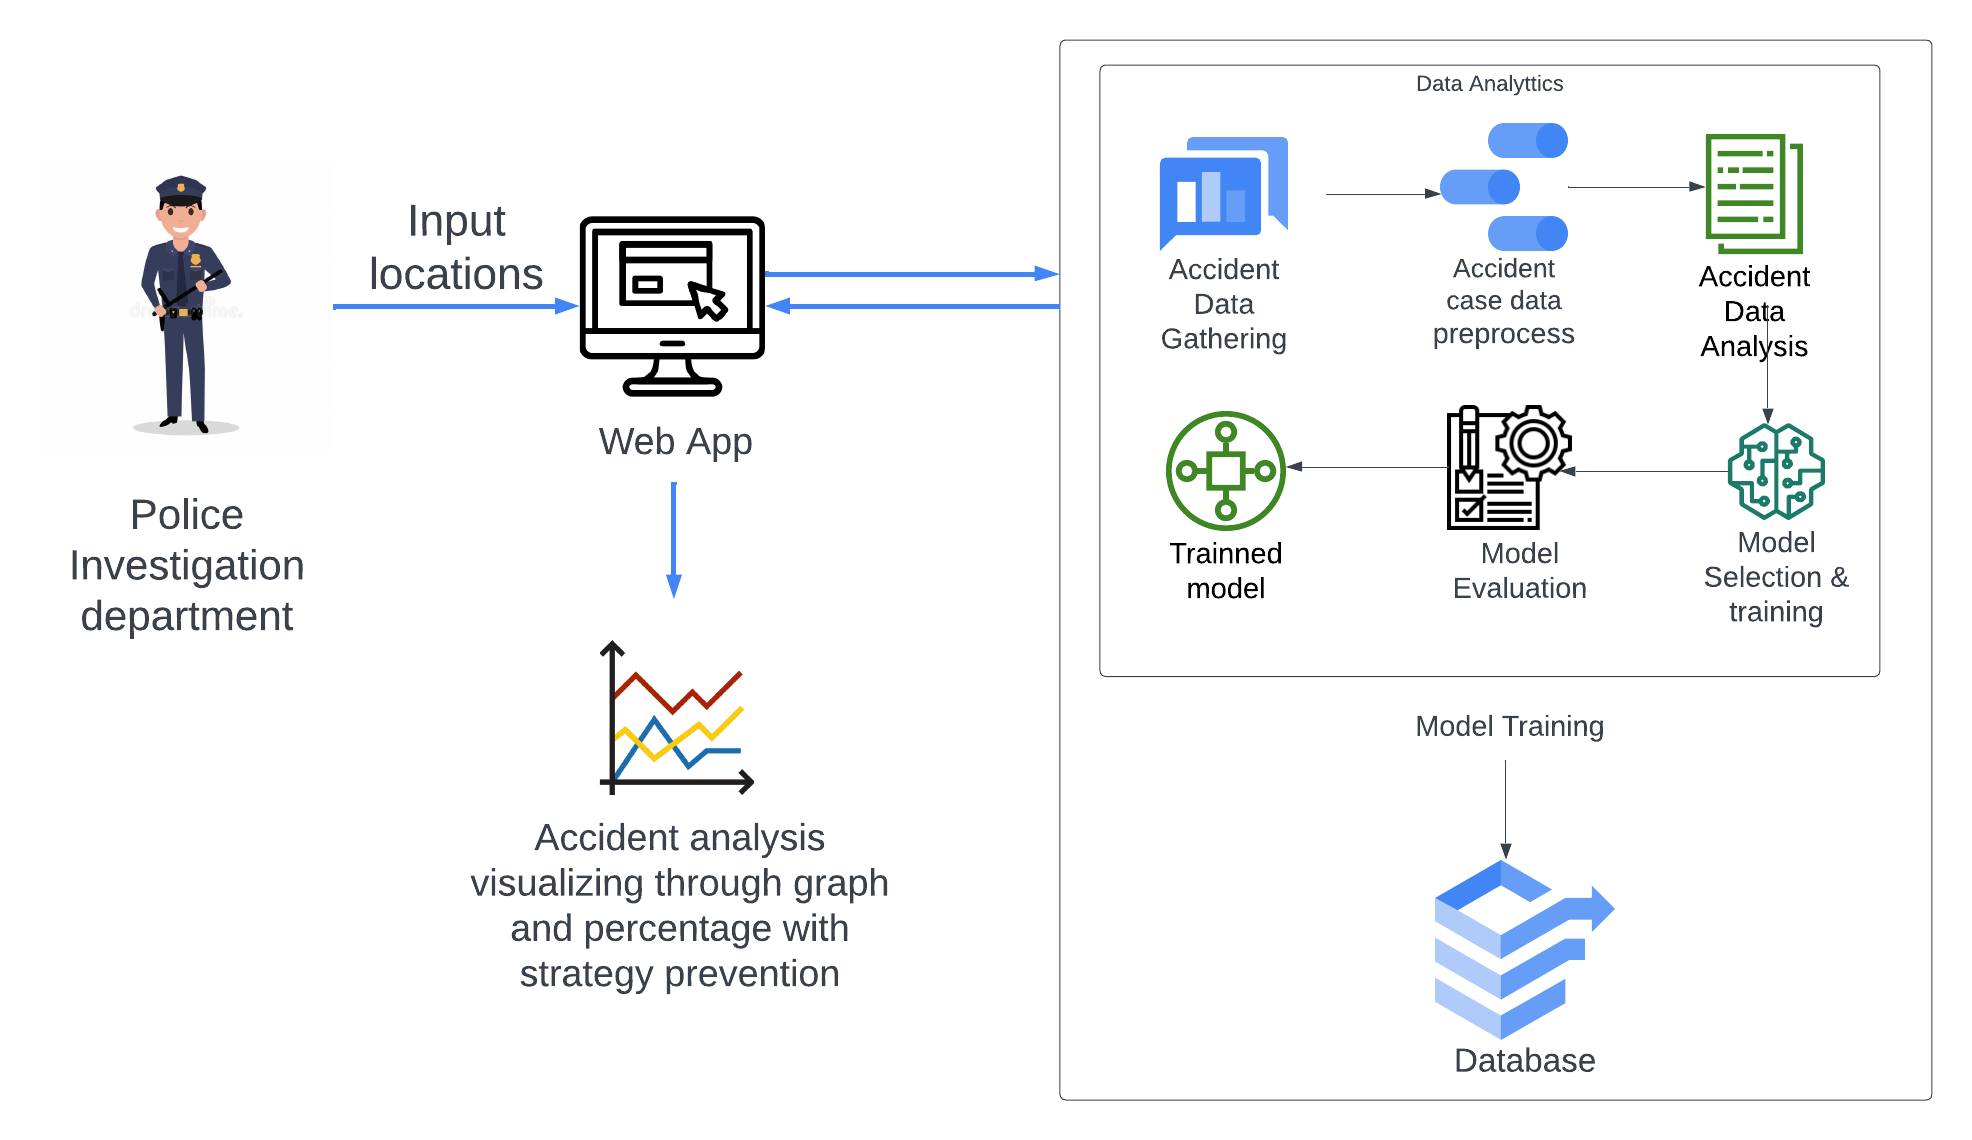 Data Analyttics
Accident
Data
Gathering
Accident
case data
preprocess
Accident
Data
Analysis
Input
locations
Web App
Police
Investigation
department
Trainned
model
Model
Evaluation
Model
Selection &
training
Model Training
Accident analysis
visualizing through graph
and percentage with
strategy prevention
Database